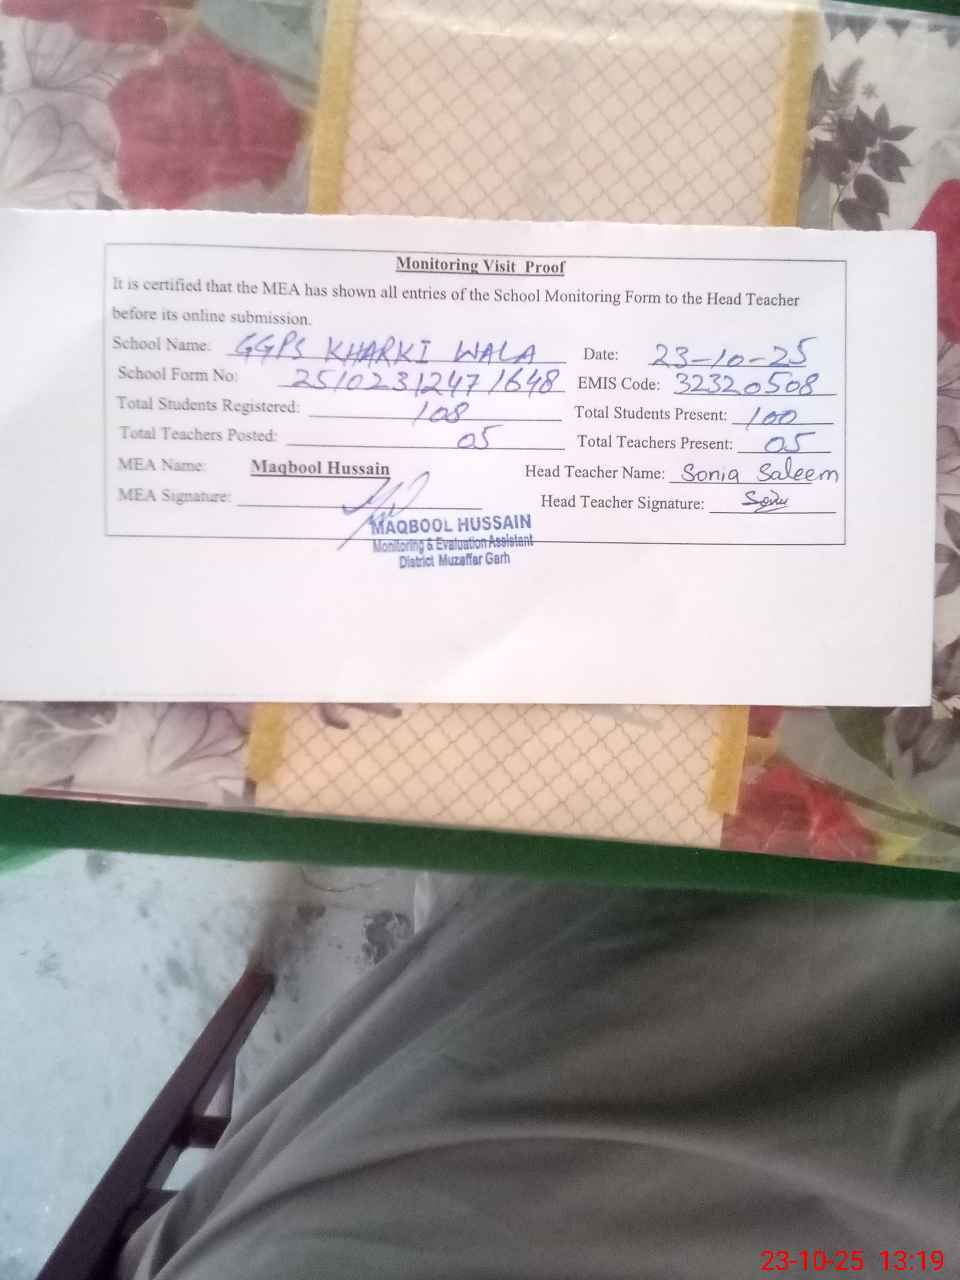 Monitoring Visit Proof
It is certified that the MEA has shown all entries of the School Monitoring Form to the Head Teacher
before its online submission.
School Name: GGPS KHARKI WALA Date: 23-10-25
School Form No: 25102312471648 EMIS Code: 32320508
Total Students Registered: 108 Total Students Present: 100
Total Teachers Posted: 05 Total Teachers Present: 05
MEA Name: Maqbool Hussain Head Teacher Name: Sonia Saleem
MEA Signature: Head Teacher Signature:
MAQBOOL HUSSAIN
Monitoring & Evaluation Assistant
District Muzaffar Garh
23-10-25 13:19